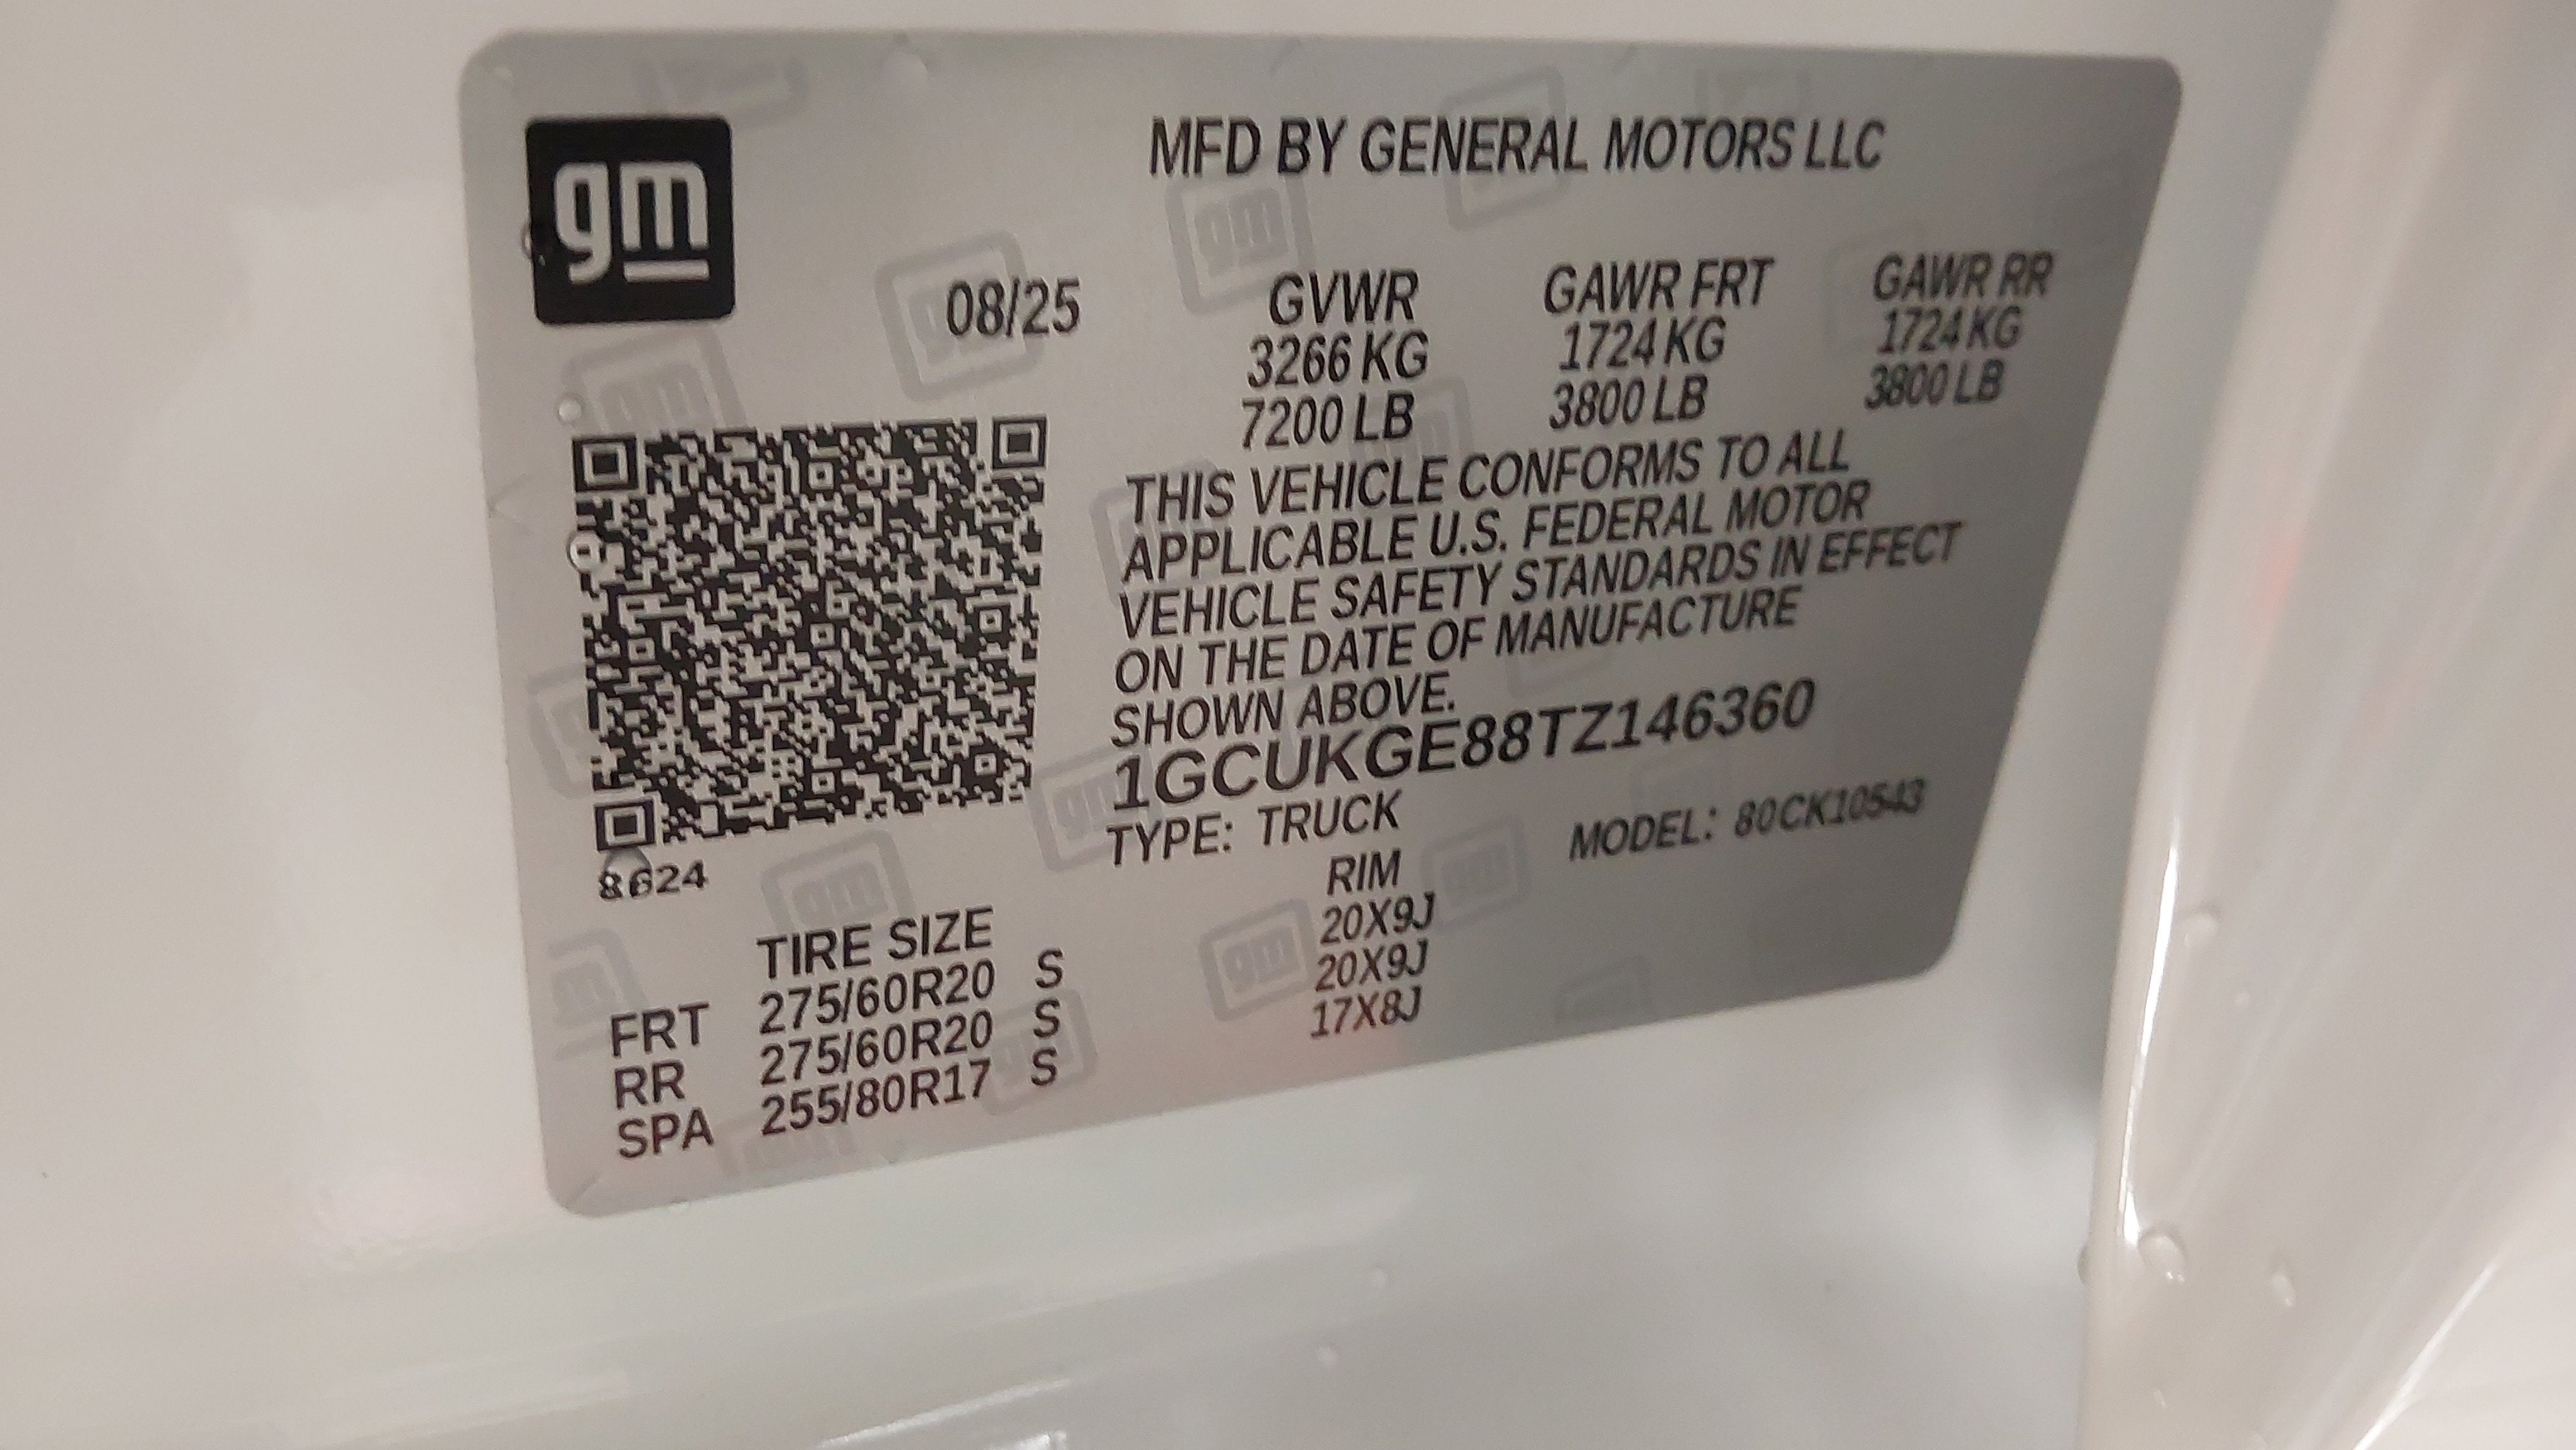 gm
MFD BY GENERAL MOTORS LLC
08/25
GVWR GAWR FRT GAWR RR
3266 KG 1724 KG 1724 KG
7200 LB 3800 LB 3800 LB
THIS VEHICLE CONFORMS TO ALL
APPLICABLE U.S. FEDERAL MOTOR
VEHICLE SAFETY STANDARDS IN EFFECT
ON THE DATE OF MANUFACTURE
SHOWN ABOVE.
1GCUKGE88TZ146360
TYPE: TRUCK MODEL: 80CK10543
8624
TIRE SIZE RIM
FRT 275/60R20 S 20X9J
RR 275/60R20 S 20X9J
SPA 255/80R17 S 17X8J